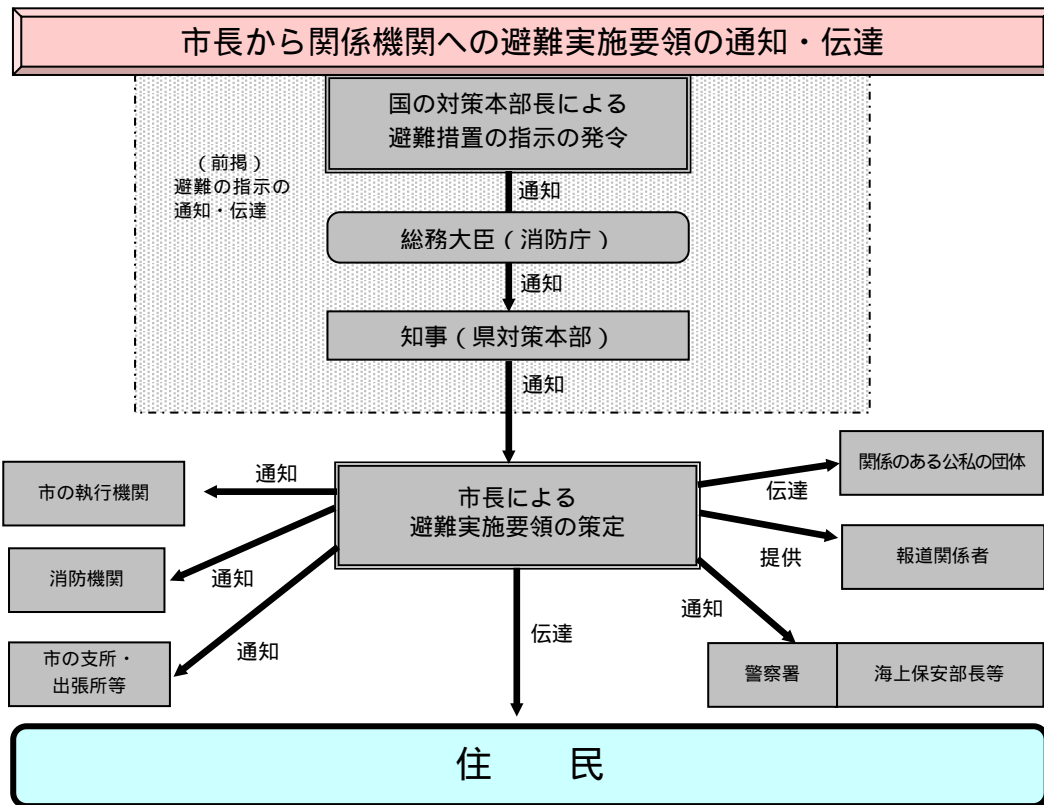 市長から関係機関への避難実施要領の通知・伝達
国の対策本部長による
避難措置の指示の発令
(前掲)
避難の指示の
通知・伝達
通知
総務大臣(消防庁)
通知
知事(県対策本部)
通知
関係のある公私の団体
市の執行機関
通知
市長による
避難実施要領の策定
伝達
報道関係者
消防機関
通知
提供
通知
市の支所・
出張所等
通知
伝達
警察署
海上保安部長等
住 民